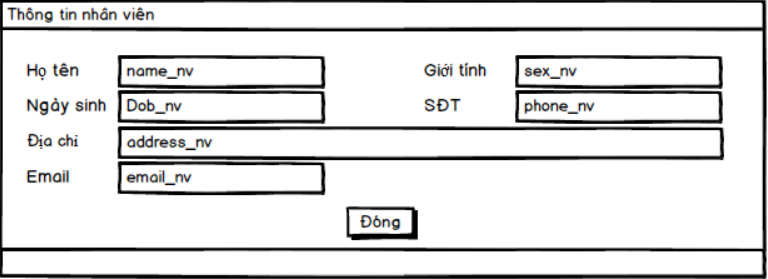 Thông tin nhân viên
Họ tên name_nv Giới tính sex_nv
Ngày sinh Dob_nv SĐT phone_nv
Địa chỉ address_nv
Email email_nv
Đóng